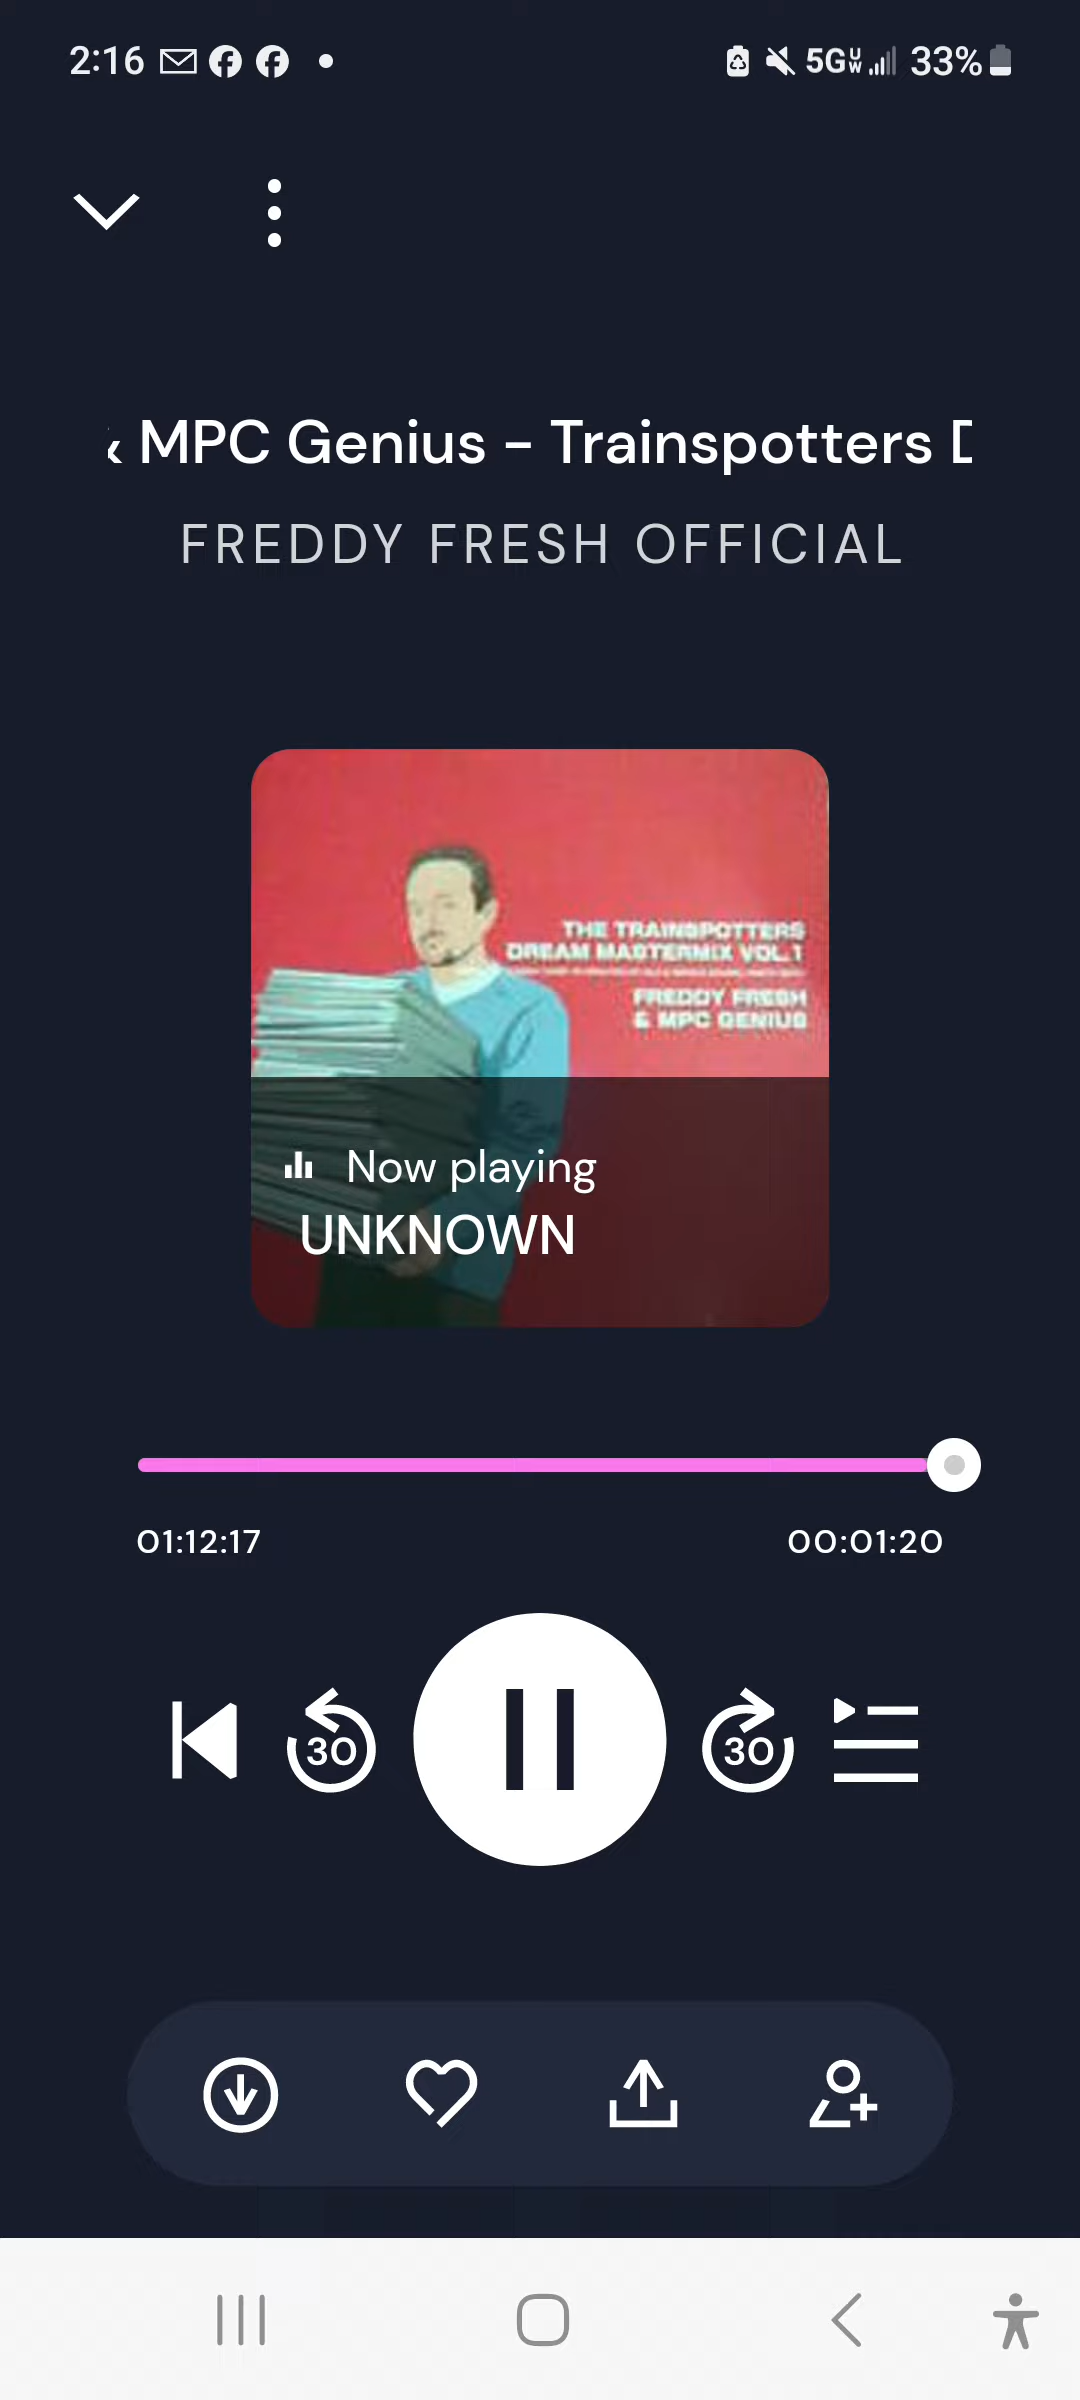 2:16 5G UW 33%
MPC Genius - Trainspotters
FREDDY FRESH OFFICIAL
THE TRAINSPOTTERS
DREAM MASTERMIX VOL.1
FREDDY FRESH
& MPC GENIUS
Now playing
UNKNOWN
01:12:17 00:01:20
30 30